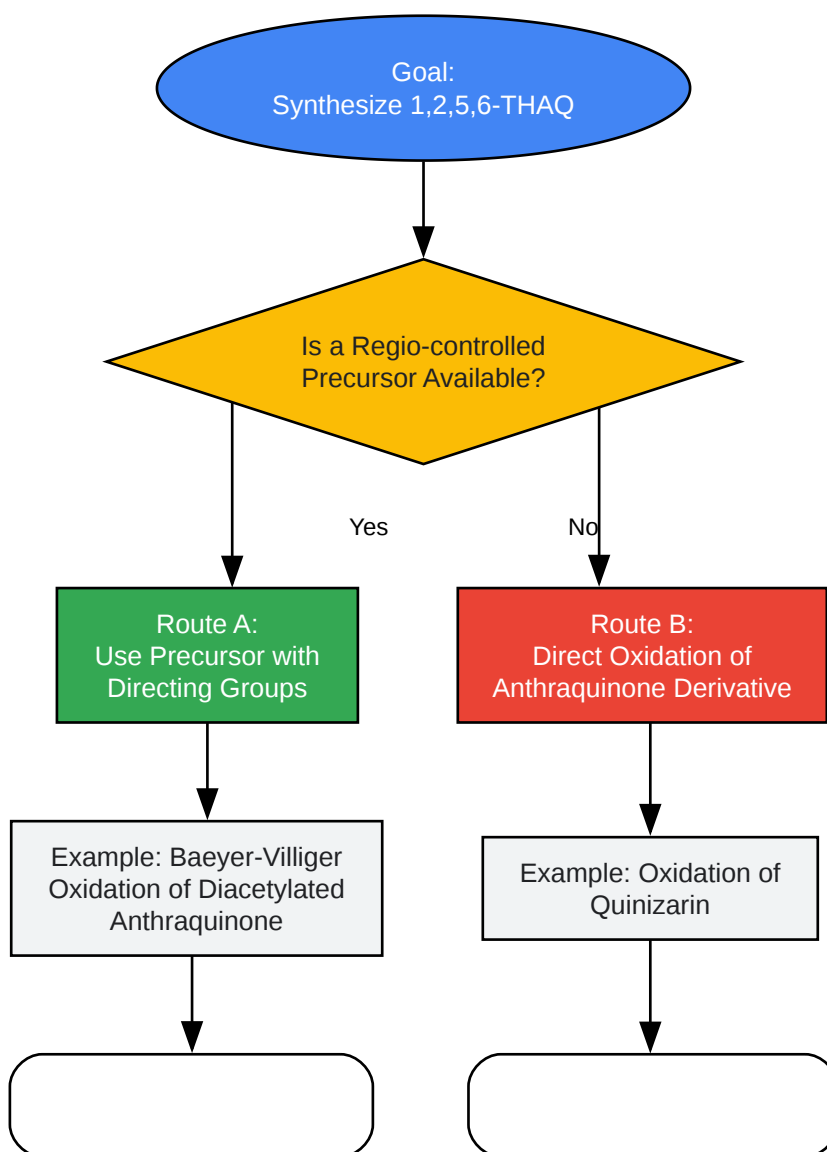 Goal:
Synthesize 1,2,5,6-THAQ
Is a Regio-controlled
Precursor Available?
Yes
No
Route A:
Use Precursor with
Directing Groups
Route B:
Direct Oxidation of
Anthraquinone Derivative
Example: Baeyer-Villiger
Oxidation of Diacetylated
Anthraquinone
Example: Oxidation of
Quinizarin